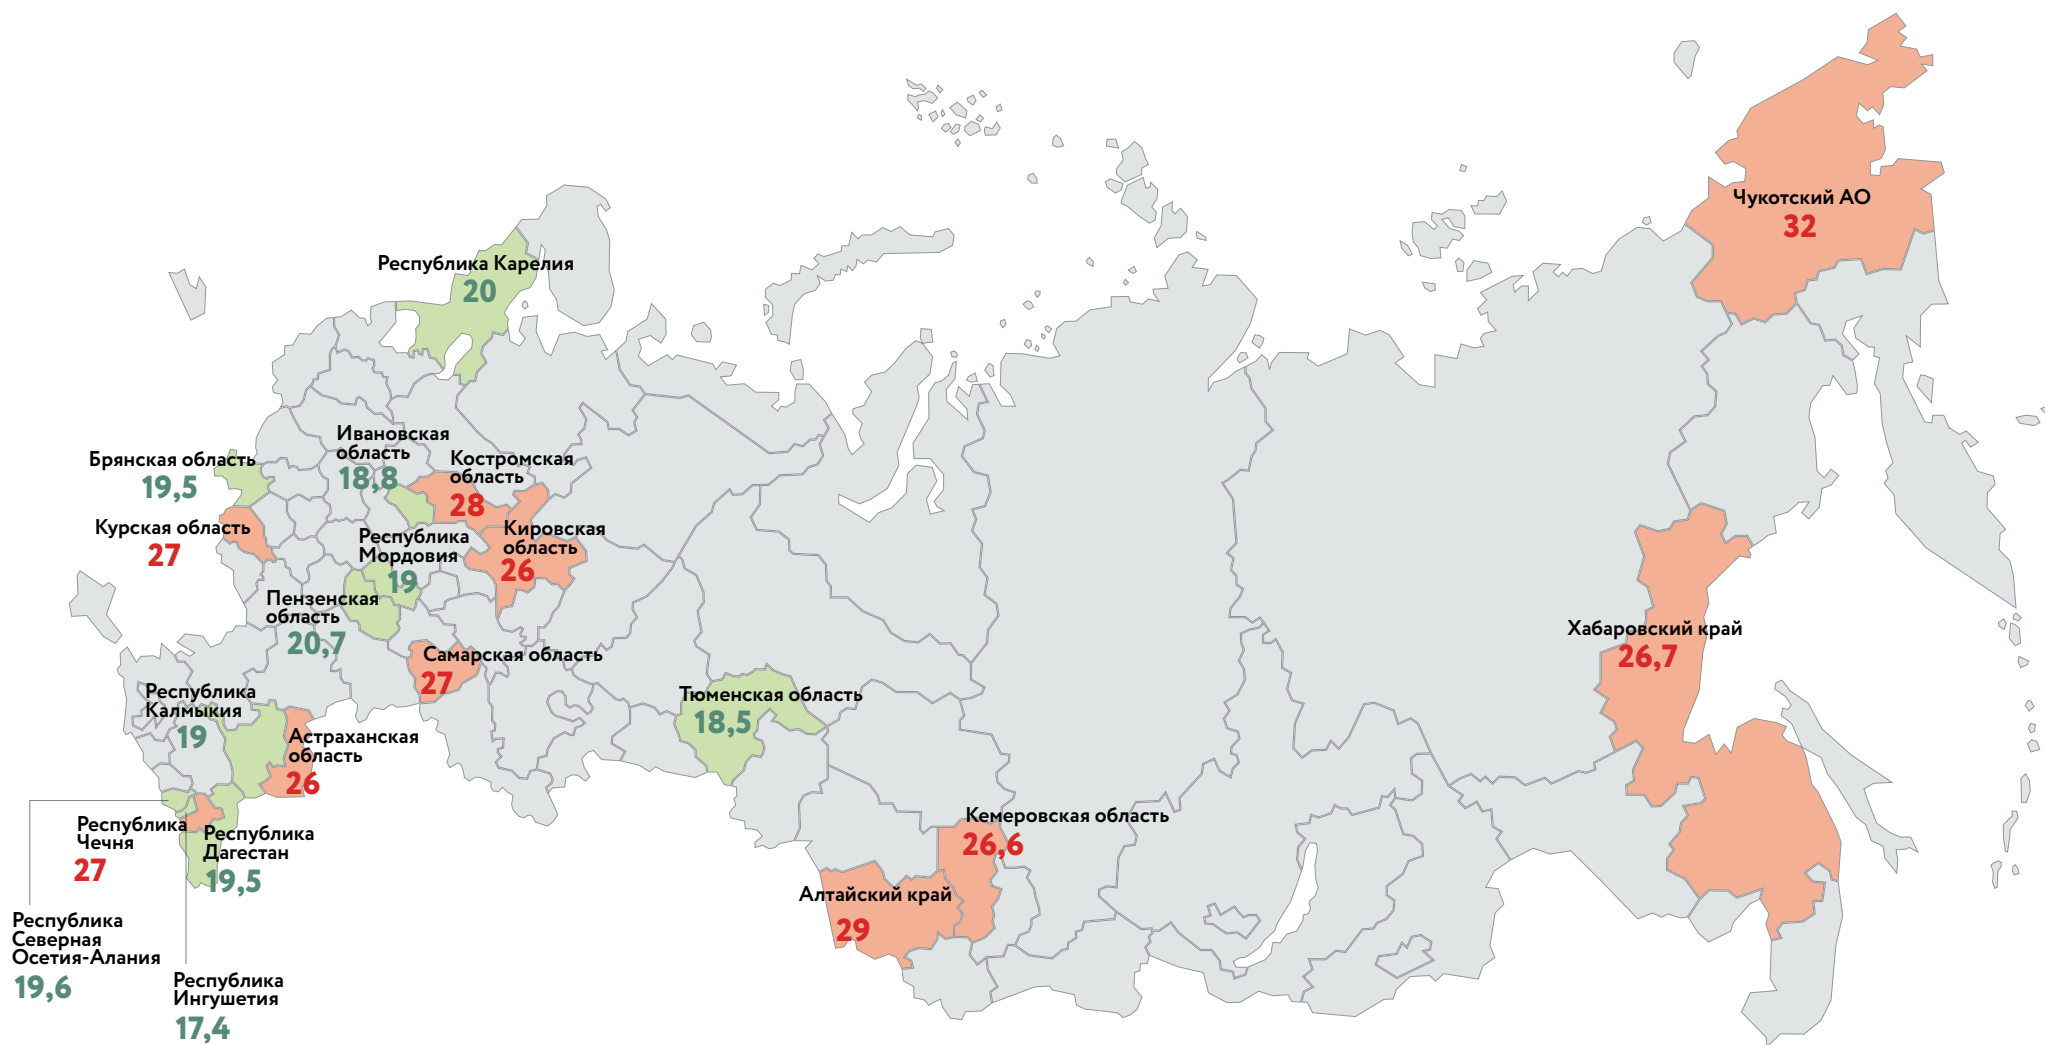 Чукотский АО
32
Республика Карелия
20
Ивановская
область
18,8
Брянская область
19,5
Костромская
область
28
Курская область
27
Кировская
область
26
Республика
Мордовия
19
Пензенская
область
20,7
Хабаровский край
26,7
Самарская область
27
Тюменская область
18,5
Республика
Калмыкия
19
Астраханская
область
26
Кемеровская область
26,6
Республика
Чечня
27
Республика
Дагестан
19,5
Алтайский край
29
Республика
Северная
Осетия-Алания
19,6
Республика
Ингушетия
17,4